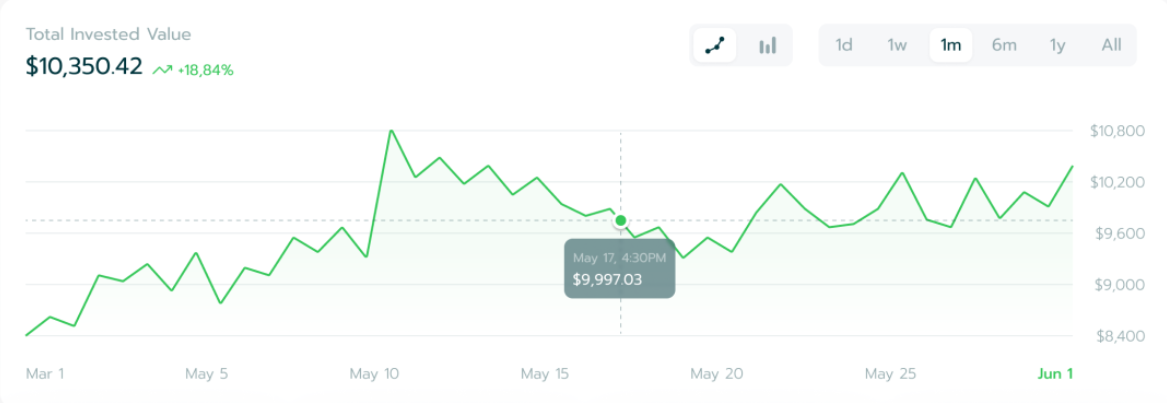 Total Invested Value
$10,350.42 +18,84%
1d 1w 1m 6m 1y All
$10,800
$10,200
$9,600
$9,000
$8,400
May 17, 4:30PM
$9,997.03
Mar 1 May 5 May 10 May 15 May 20 May 25 Jun 1